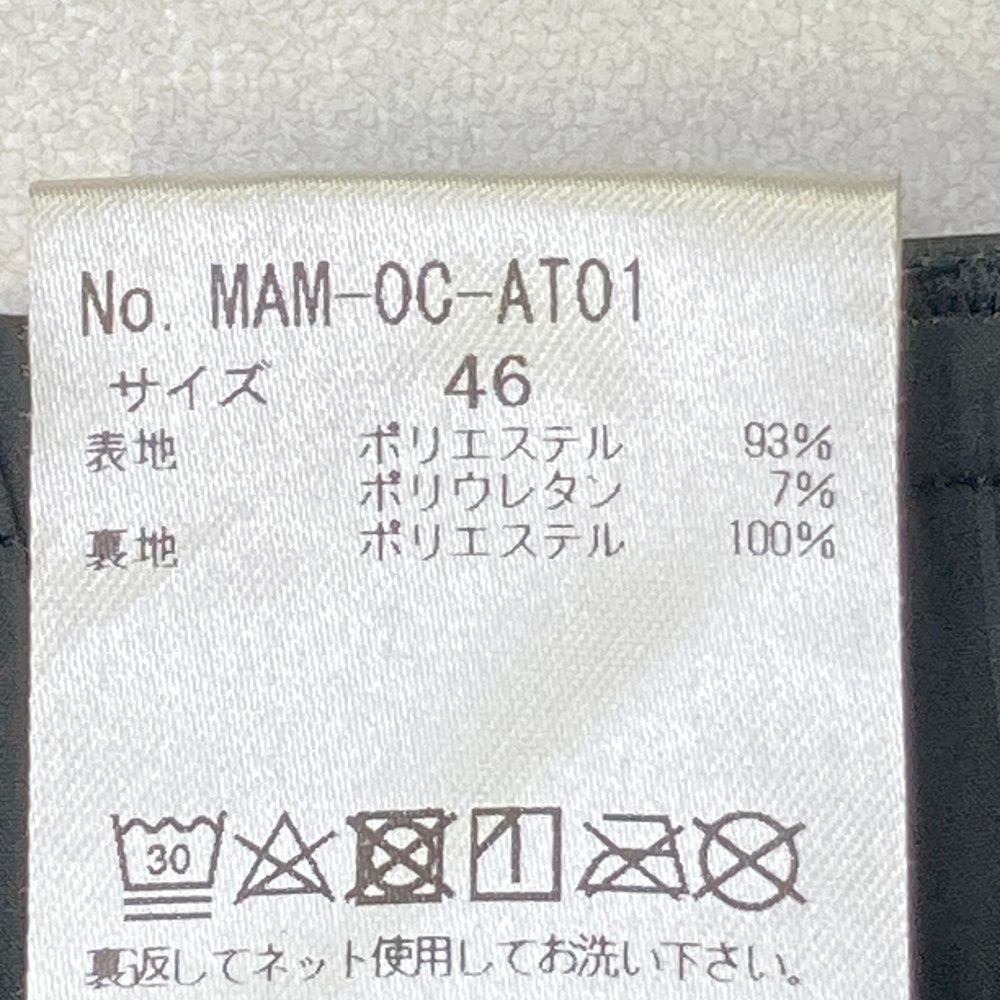 No. MAM-OC-AT01
サイズ 46
表地 ポリエステル 93%
ポリウレタン 7%
裏地 ポリエステル 100%
30
裏返してネット使用してお洗い下さい。